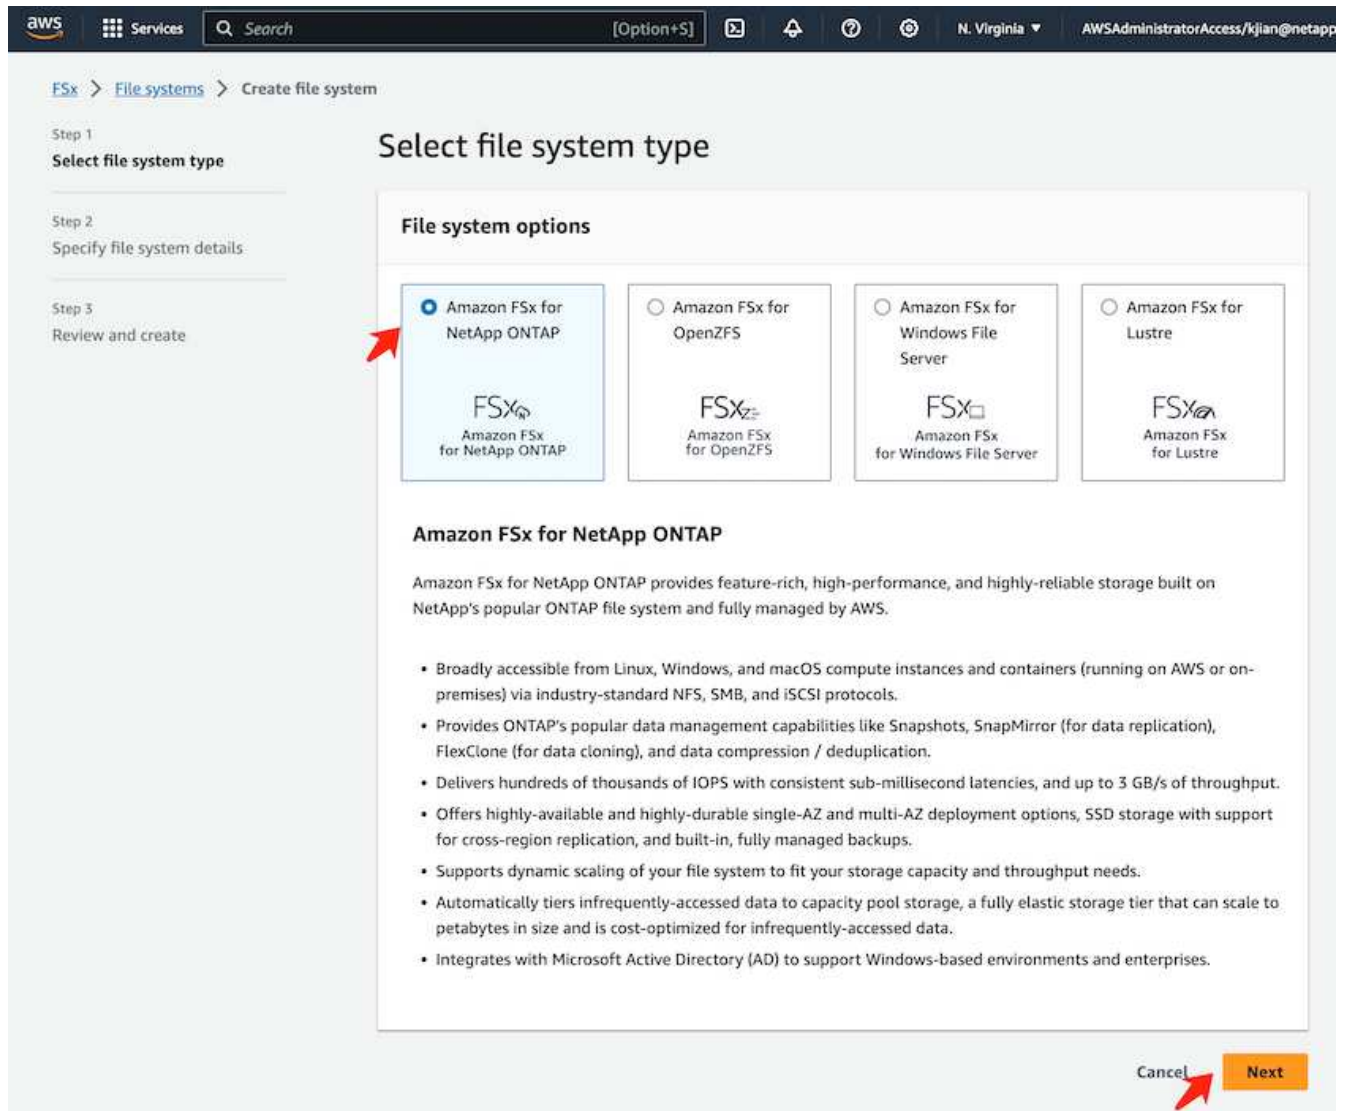 aws Services Search [Option+S] N. Virginia ▼ AWSAdministratorAccess/kjian@netapp
FSx > File systems > Create file system
Step 1
Select file system type
Step 2
Specify file system details
Step 3
Review and create
Select file system type
File system options
Amazon FSx for
NetApp ONTAP
FSx
Amazon FSx
for NetApp ONTAP
Amazon FSx for
OpenZFS
FSx
Amazon FSx
for OpenZFS
Amazon FSx for
Windows File
Server
FSx
Amazon FSx
for Windows File Server
Amazon FSx for
Lustre
FSx
Amazon FSx
for Lustre
Amazon FSx for NetApp ONTAP
Amazon FSx for NetApp ONTAP provides feature-rich, high-performance, and highly-reliable storage built on
NetApp's popular ONTAP file system and fully managed by AWS.
• Broadly accessible from Linux, Windows, and macOS compute instances and containers (running on AWS or on-
premises) via industry-standard NFS, SMB, and iSCSI protocols.
• Provides ONTAP's popular data management capabilities like Snapshots, SnapMirror (for data replication),
FlexClone (for data cloning), and data compression / deduplication.
• Delivers hundreds of thousands of IOPS with consistent sub-millisecond latencies, and up to 3 GB/s of throughput.
• Offers highly-available and highly-durable single-AZ and multi-AZ deployment options, SSD storage with support
for cross-region replication, and built-in, fully managed backups.
• Supports dynamic scaling of your file system to fit your storage capacity and throughput needs.
• Automatically tiers infrequently-accessed data to capacity pool storage, a fully elastic storage tier that can scale to
petabytes in size and is cost-optimized for infrequently-accessed data.
• Integrates with Microsoft Active Directory (AD) to support Windows-based environments and enterprises.
Cancel Next